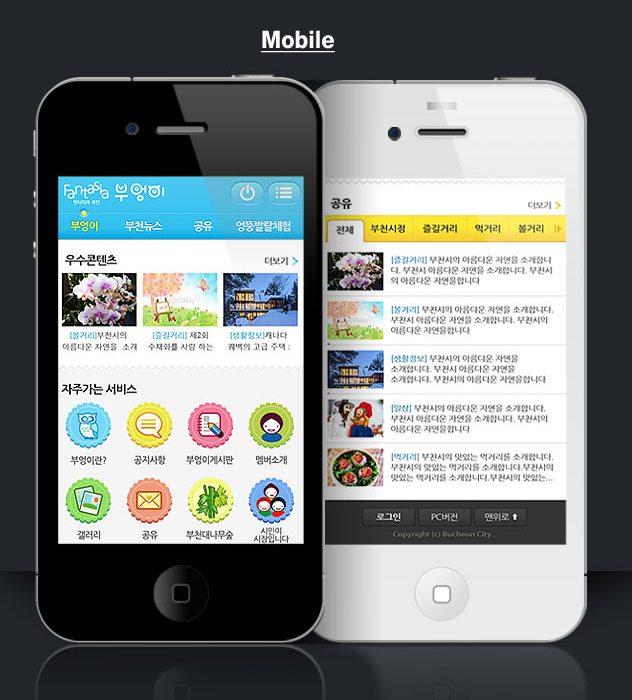 Mobile
Fantasia 부엉이
판타지아 부천
부엉이 부천뉴스 공유 엉뚱발랄체험
우수콘텐츠 더보기
[볼거리]부천시의
아름다운 자연을 소개
[즐길거리] 제2회
수채화를 사랑 하는
[생활정보]캐나다
퀘백의 고급 주택 :
자주가는 서비스
부엉이란? 공지사항 부엉이게시판 멤버소개
갤러리 공유 부천대나무숲 시민이
시장입니다
공유 더보기
전체 부천시정 즐길거리 먹거리 볼거리
[즐길거리] 부천시의 아름다운 자연을 소개합니
다. 부천시 아름다운 자연을 소개합니다. 부천시
의 아름다운 자연을합니다
[볼거리] 부천시의 아름다운 자연을 소개합니다.
부천시 아름다운 자연을 소개합니다. 부천시의
아름다운 자연을합니다
[생활정보] 부천시의 아름다운 자연을
소개합니다. 부천시 아름다운 자연을
소개합니다. 부천시의 아름다운 자연을합니다
[일상] 부천시의 아름다운 자연을 소개합니다.
부천시 아름다운 자연을 소개합니다. 부천시의
아름다운 자연을합니다
[먹거리] 부천시의 맛있는 먹거리를 소개합니다.
부천시의 맛있는 먹거리를 소개합니다.부천시의
맛있는 먹거리를 소개합니다.부천시의 맛있는...
로그인 PC버전 맨위로
Copyright (c) Bucheon City .